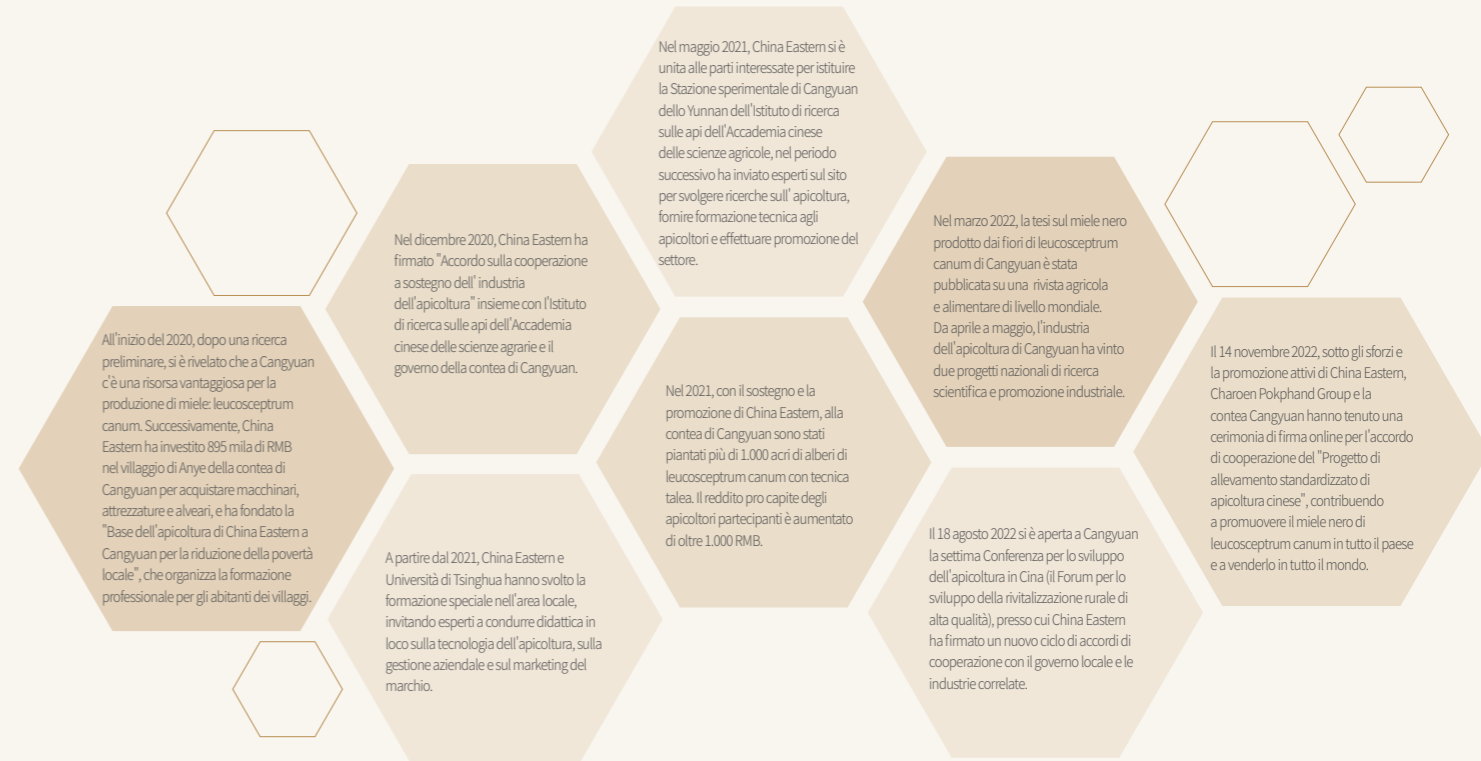 All'inizio del 2020, dopo una ricerca
preliminare, si è rivelato che a Cangyuan
c'è una risorsa vantaggiosa per la
produzione di miele: leucosceptrum
canum. Successivamente, China
Eastern ha investito 895 mila di RMB
nel villaggio di Anye della contea di
Cangyuan per acquistare macchinari,
attrezzature e alveari, e ha fondato la
"Base dell'apicoltura di China Eastern a
Cangyuan per la riduzione della povertà
locale", che organizza la formazione
professionale per gli abitanti dei villaggi.
Nel dicembre 2020, China Eastern ha
firmato "Accordo sulla cooperazione
a sostegno dell' industria
dell'apicoltura" insieme con l'Istituto
di ricerca sulle api dell'Accademia
cinese delle scienze agrarie e il
governo della contea di Cangyuan.
A partire dal 2021, China Eastern e
Università di Tsinghua hanno svolto la
formazione speciale nell'area locale,
invitando esperti a condurre didattica in
loco sulla tecnologia dell'apicoltura, sulla
gestione aziendale e sul marketing del
marchio.
Nel maggio 2021, China Eastern si è
unita alle parti interessate per istituire
la Stazione sperimentale di Cangyuan
dello Yunnan dell'Istituto di ricerca
sulle api dell'Accademia cinese
delle scienze agricole, nel periodo
successivo ha inviato esperti sul sito
per svolgere ricerche sull' apicoltura,
fornire formazione tecnica agli
apicoltori e effettuare promozione del
settore.
Nel 2021, con il sostegno e la
promozione di China Eastern, alla
contea di Cangyuan sono stati
piantati più di 1.000 acri di alberi di
leucosceptrum canum con tecnica
talea. Il reddito pro capite degli
apicoltori partecipanti è aumentato
di oltre 1.000 RMB.
Nel marzo 2022, la tesi sul miele nero
prodotto dai fiori di leucosceptrum
canum di Cangyuan è stata
pubblicata su una rivista agricola
e alimentare di livello mondiale.
Da aprile a maggio, l'industria
dell'apicoltura di Cangyuan ha vinto
due progetti nazionali di ricerca
scientifica e promozione industriale.
Il 18 agosto 2022 si è aperta a Cangyuan
la settima Conferenza per lo sviluppo
dell'apicoltura in Cina (il Forum per lo
sviluppo della rivitalizzazione rurale di
alta qualità), presso cui China Eastern
ha firmato un nuovo ciclo di accordi di
cooperazione con il governo locale e le
industrie correlate.
Il 14 novembre 2022, sotto gli sforzi e
la promozione attivi di China Eastern,
Charoen Pokphand Group e la
contea Cangyuan hanno tenuto una
cerimonia di firma online per l'accordo
di cooperazione del "Progetto di
allevamento standardizzato di
apicoltura cinese", contribuendo
a promuovere il miele nero di
leucosceptrum canum in tutto il paese
e a venderlo in tutto il mondo.